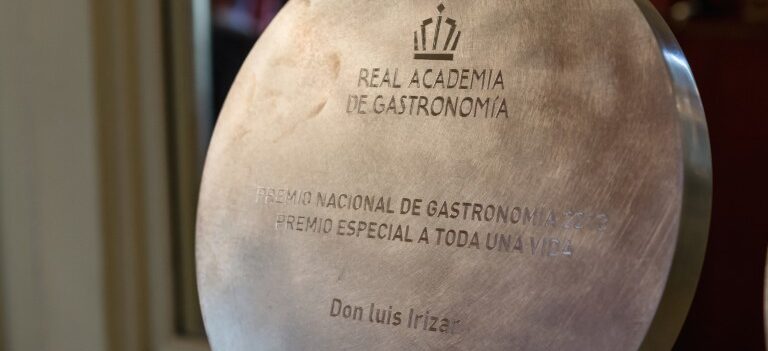 REAL ACADEMIA
DE GASTRONOMÍA
PREMIO NACIONAL DE GASTRONOMÍA
PREMIO ESPECIAL A TODA UNA VIDA
Don luis Irizar